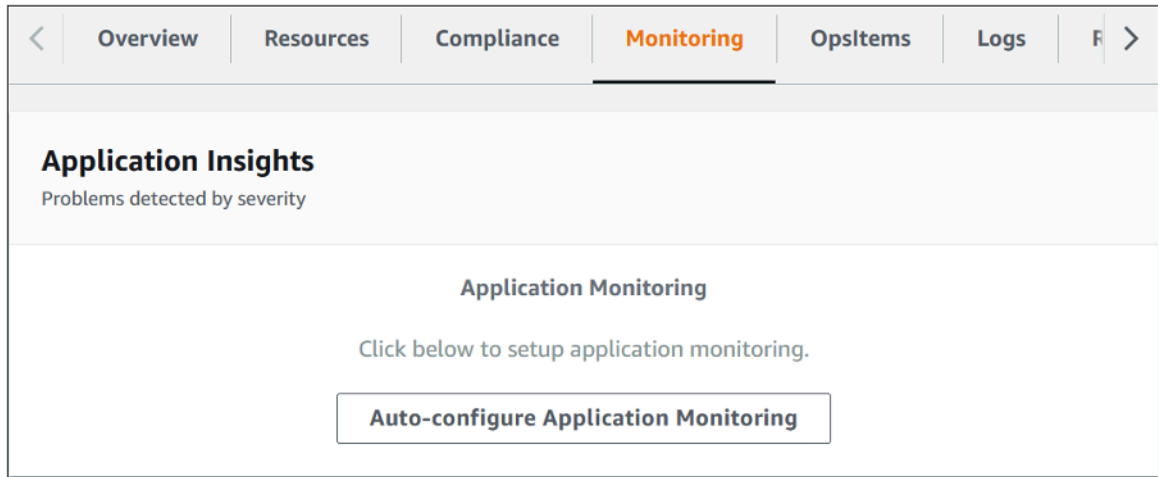 Overview Resources Compliance Monitoring OpsItems Logs
Application Insights
Problems detected by severity
Application Monitoring
Click below to setup application monitoring.
Auto-configure Application Monitoring